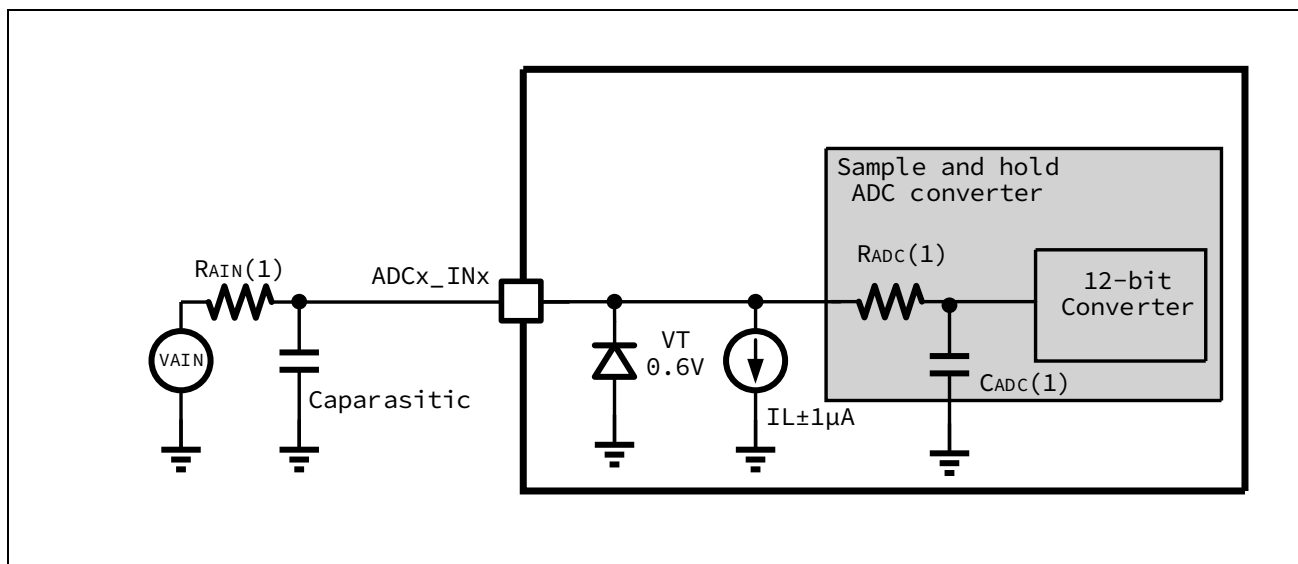 Sample and hold
ADC converter
RAIN(1)
ADCx_INx
RADC(1)
12-bit
Converter
VAIN
VT
0.6V
Caparasitic
IL±1μA
CADC(1)